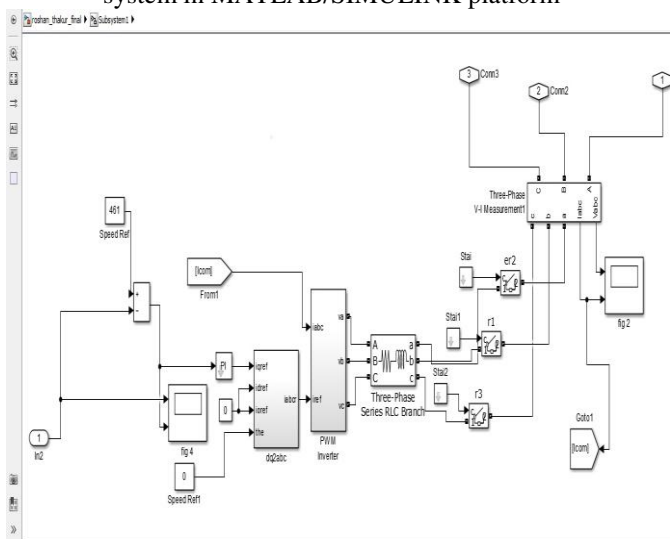 system in MATLAB/SIMULINK platform
roshan_thakur_final Subsystem1
3 Conn3
2 Conn2
1
Three-Phase
V-I Measurement1
C B A
Iabc
Vabc
c b a
461
Speed Ref
+
-
[Icom]
From1
Stai
er2
Stai1
r1
Stai2
r3
fig 2
Goto1
[Icom]
iabc
iref
va
vb
vc
PWM
Inverter
A a
B b
C c
Three-Phase
Series RLC Branch
PI
0
iqref
idref
ioref
the
iabcr
dq2abc
fig 4
1
In2
0
Speed Ref1